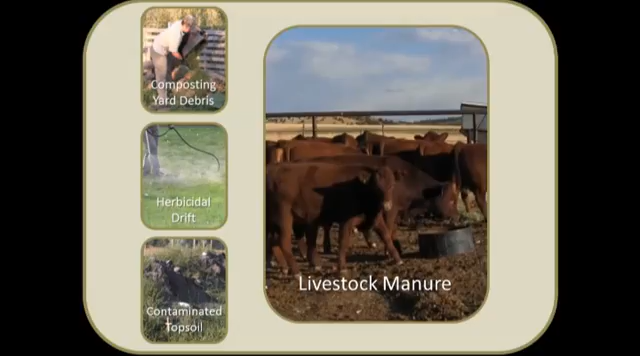 Composting
Yard Debris
Herbicidal
Drift
Contaminated
Topsoil
Livestock Manure